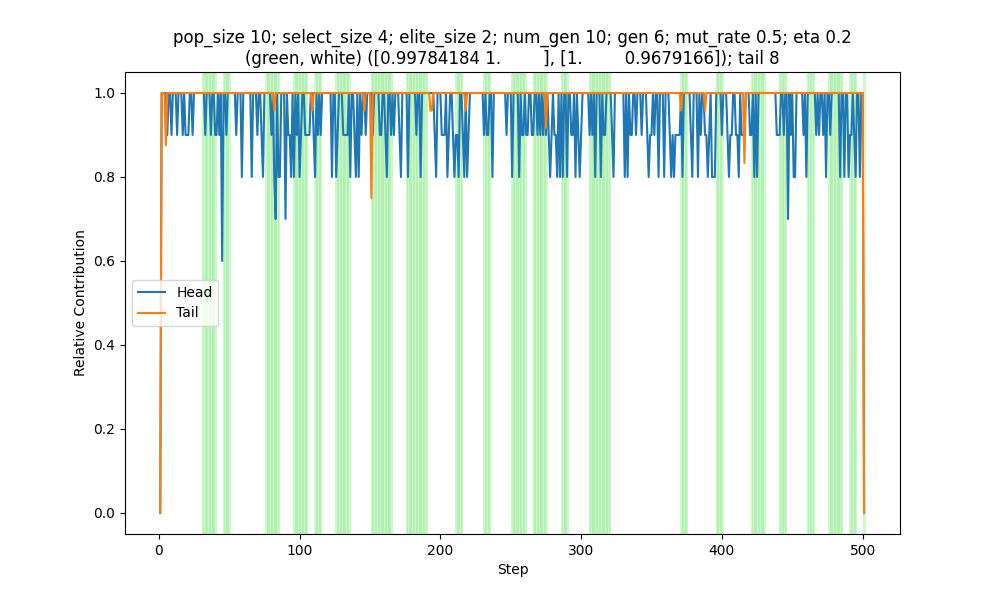 pop_size 10; select_size 4; elite_size 2; num_gen 10; gen 6; mut_rate 0.5; eta 0.2
(green, white) ([0.99784184 1.         ], [1.         0.9679166]); tail 8
1.0
0.8
0.6
0.4
0.2
0.0
Relative Contribution
Head
Tail
0
100
200
300
400
500
Step